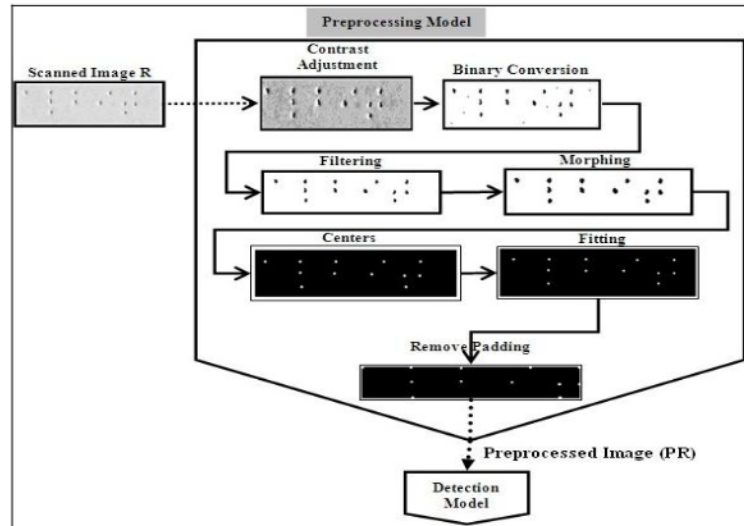 Preprocessing Model
Scanned Image R
Contrast
Adjustment
Binary Conversion
Filtering
Morphing
Centers
Fitting
Remove Padding
Preprocessed Image (PR)
Detection
Model